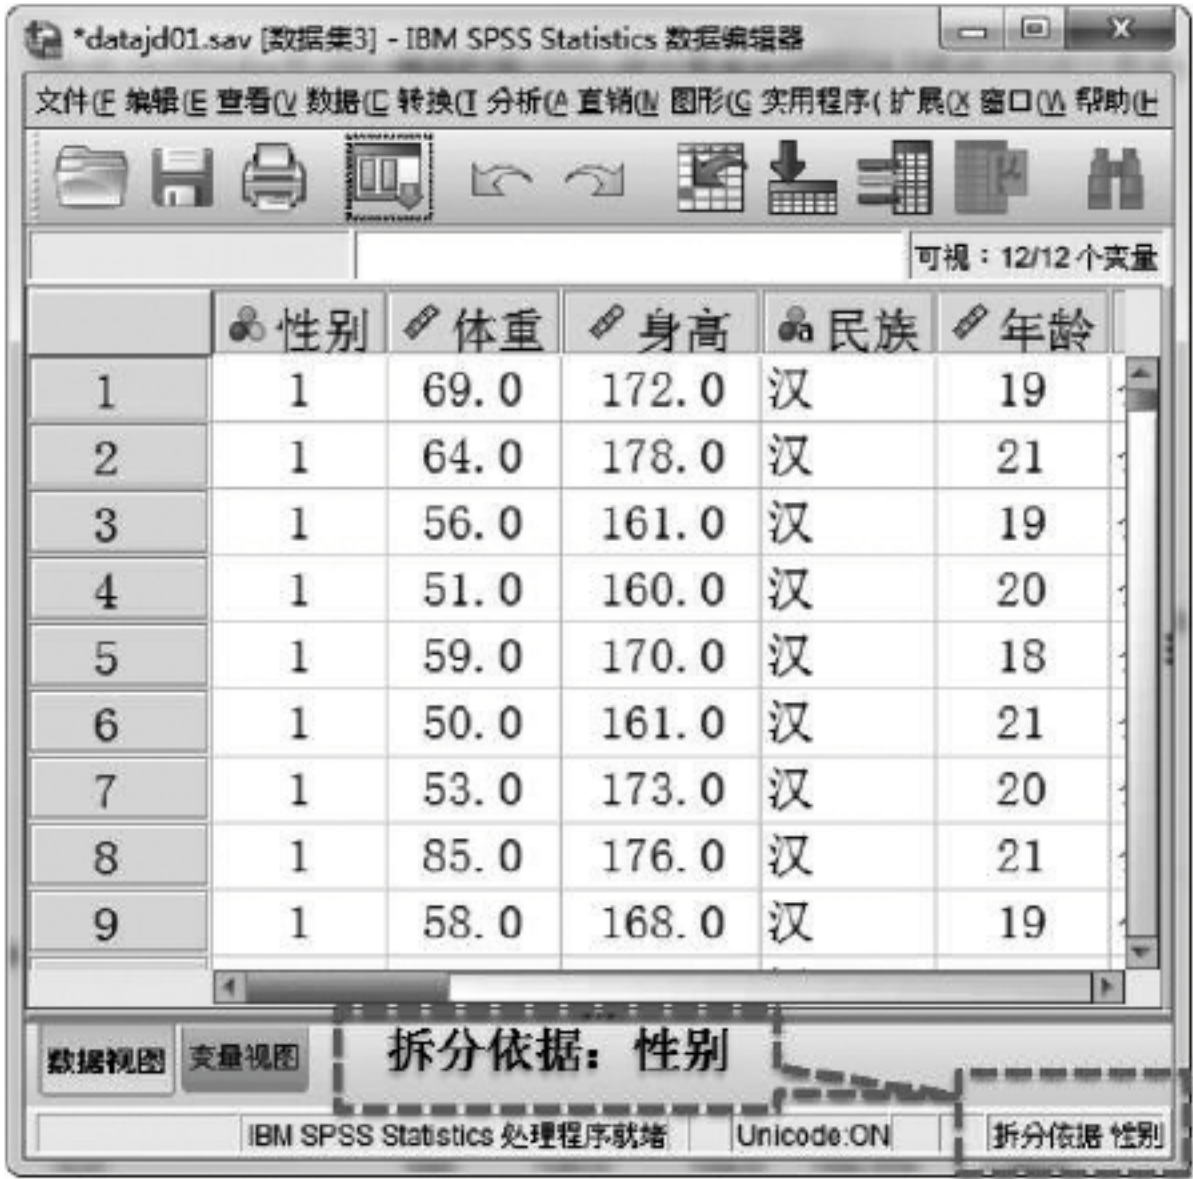 *datajd01.sav [数据集3] - IBM SPSS Statistics 数据编辑器
文件(F 编辑(E 查看(V 数据(D 转换(T 分析(A 直销(M 图形(G 实用程序( 扩展(X 窗口(W 帮助(H
可视：12/12 个变量
性别 体重 身高 a 民族 年龄
1 1 69.0 172.0 汉 19
2 1 64.0 178.0 汉 21
3 1 56.0 161.0 汉 19
4 1 51.0 160.0 汉 20
5 1 59.0 170.0 汉 18
6 1 50.0 161.0 汉 21
7 1 53.0 173.0 汉 20
8 1 85.0 176.0 汉 21
9 1 58.0 168.0 汉 19
数据视图 变量视图 拆分依据：性别
IBM SPSS Statistics 处理程序就绪 Unicode:ON 拆分依据 性别